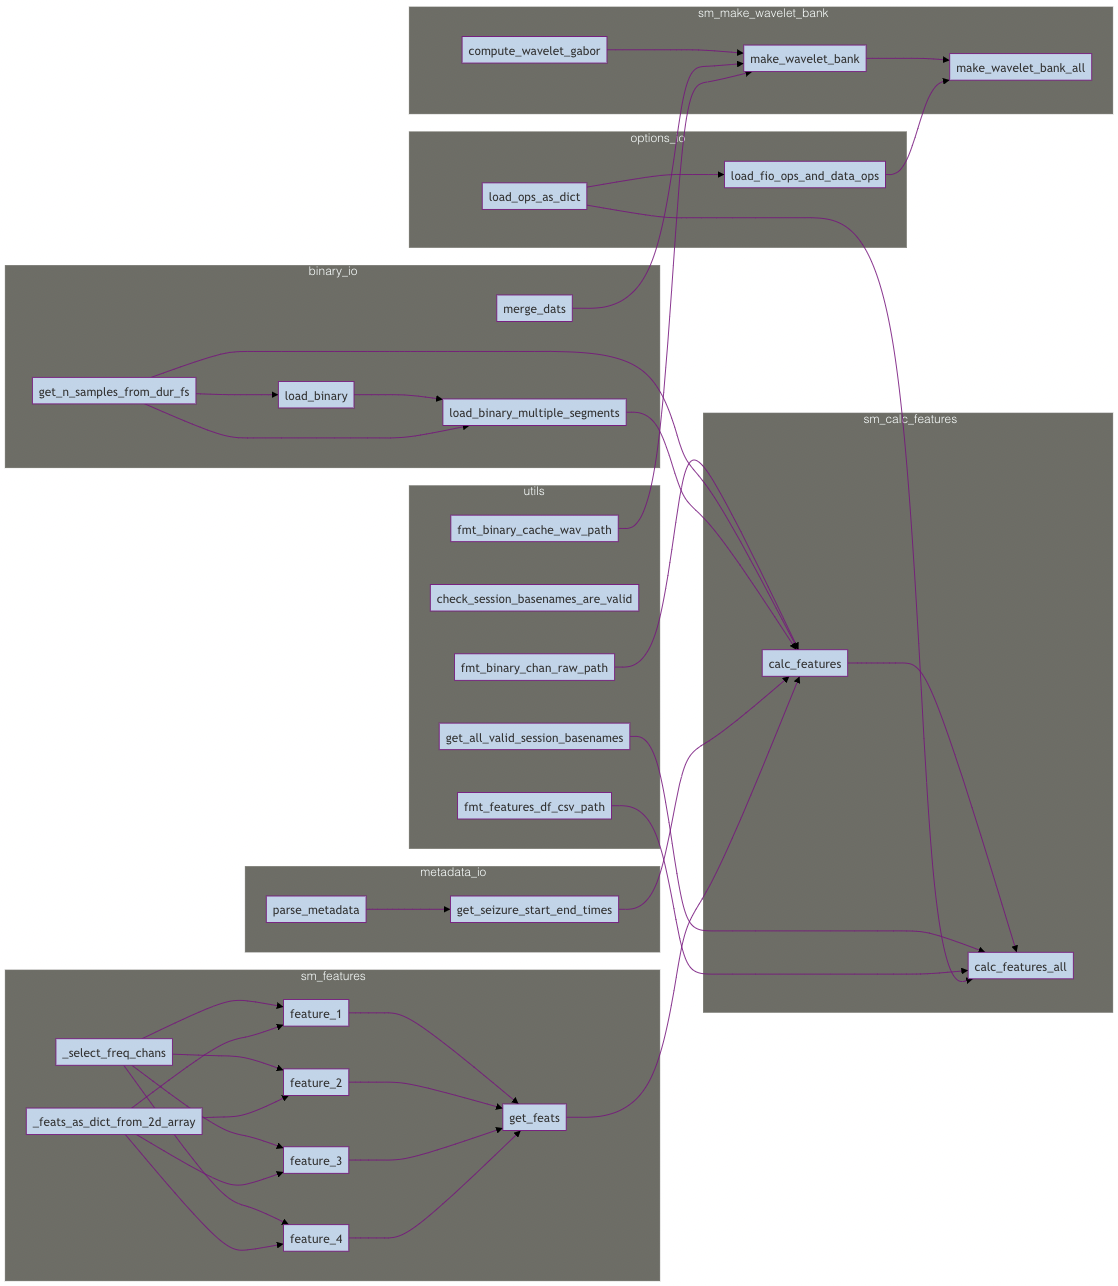 sm_make_wavelet_bank
compute_wavelet_gabor
make_wavelet_bank
make_wavelet_bank_all
options_io
load_fio_ops_and_data_ops
load_ops_as_dict
binary_io
merge_dats
get_n_samples_from_dur_fs
load_binary
load_binary_multiple_segments
sm_calc_features
calc_features
calc_features_all
utils
fmt_binary_cache_wav_path
check_session_basenames_are_valid
fmt_binary_chan_raw_path
get_all_valid_session_basenames
fmt_features_df_csv_path
metadata_io
parse_metadata
get_seizure_start_end_times
sm_features
feature_1
_select_freq_chans
feature_2
_feats_as_dict_from_2d_array
get_feats
feature_3
feature_4